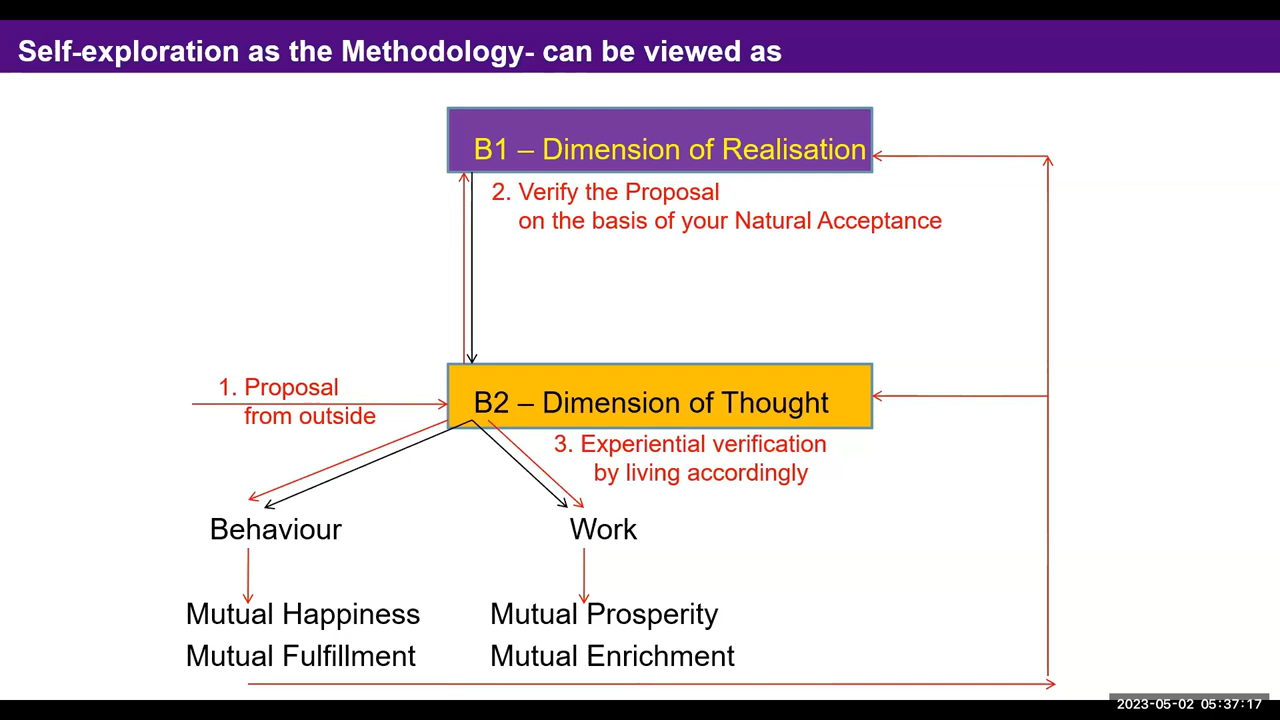 Self-exploration as the Methodology- can be viewed as
B1 – Dimension of Realisation
2. Verify the Proposal
on the basis of your Natural Acceptance
1. Proposal
from outside
B2 – Dimension of Thought
3. Experiential verification
by living accordingly
Behaviour
Work
Mutual Happiness
Mutual Prosperity
Mutual Fulfillment
Mutual Enrichment
2023-05-02 05:37:17